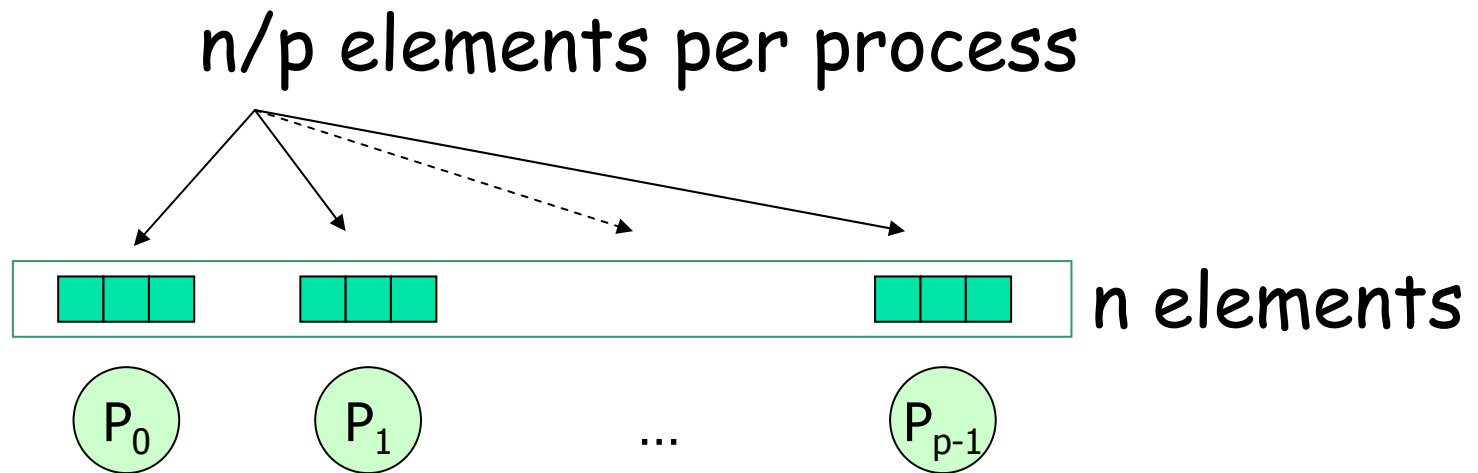 n/p elements per process
n elements
P₀ P₁ ... Pₚ₋₁